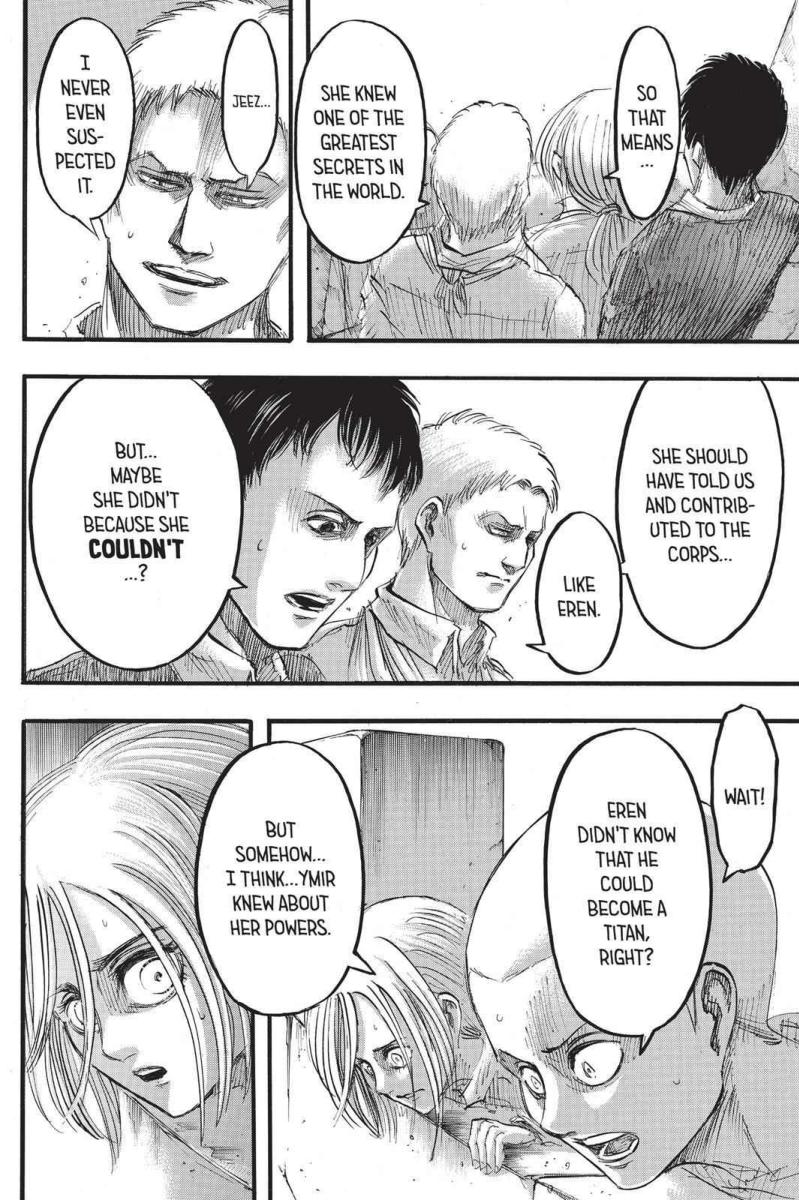 SO
THAT
MEANS
...
SHE KNEW
ONE OF THE
GREATEST
SECRETS IN
THE WORLD.
JEEZ...
I
NEVER
EVEN
SUS-
PECTED
IT.
SHE SHOULD
HAVE TOLD US
AND CONTRIB-
UTED TO THE
CORPS...
LIKE
EREN.
BUT...
MAYBE
SHE DIDN'T
BECAUSE SHE
COULDN'T
...?
WAIT!
EREN
DIDN'T KNOW
THAT HE
COULD
BECOME A
TITAN,
RIGHT?
BUT
SOMEHOW...
I THINK...YMIR
KNEW ABOUT
HER POWERS.